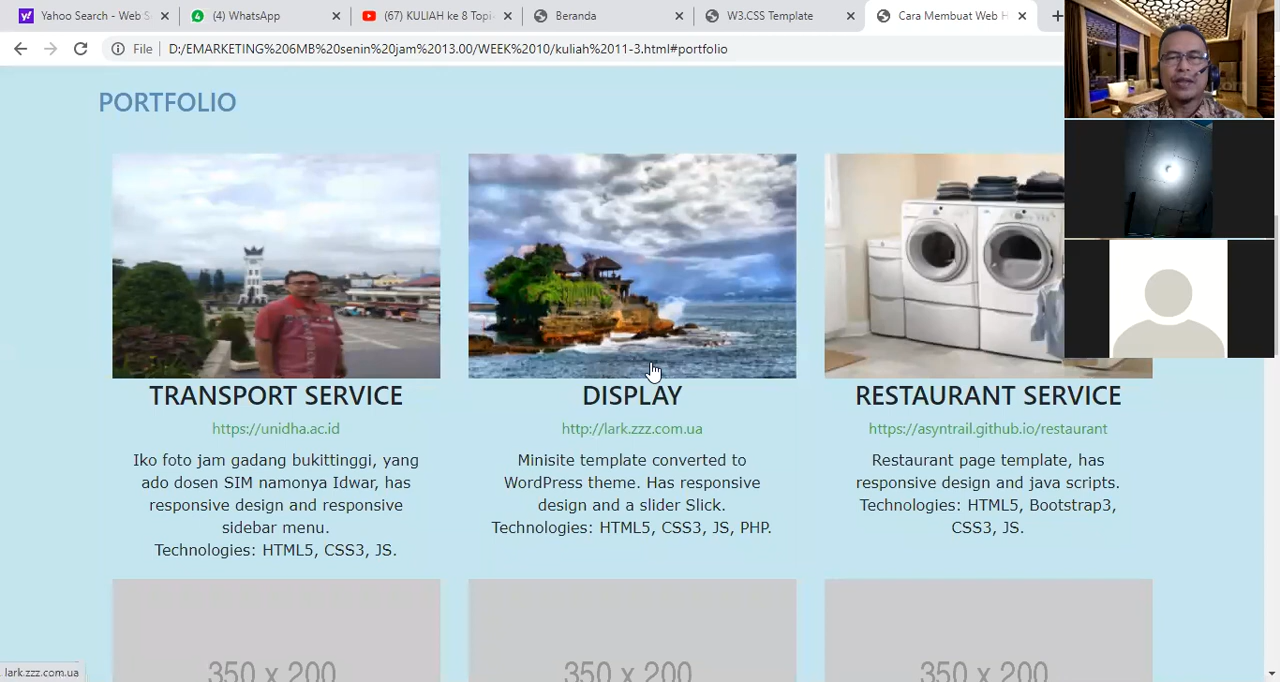 Yahoo Search - Web S
(4) WhatsApp
(67) KULIAH ke 8 Topi
Beranda
W3.CSS Template
Cara Membuat Web H
File
D:/EMARKETING%206MB%20senin%20jam%2013.00/WEEK%2010/kuliah%2011-3.html#portfolio
PORTFOLIO
TRANSPORT SERVICE
https://unidha.ac.id
Iko foto jam gadang bukittinggi, yang
ado dosen SIM namonya Idwar, has
responsive design and responsive
sidebar menu.
Technologies: HTML5, CSS3, JS.
DISPLAY
http://lark.zzz.com.ua
Minisite template converted to
WordPress theme. Has responsive
design and a slider Slick.
Technologies: HTML5, CSS3, JS, PHP.
RESTAURANT SERVICE
https://asyntrail.github.io/restaurant
Restaurant page template, has
responsive design and java scripts.
Technologies: HTML5, Bootstrap3,
CSS3, JS.
350 x 200
350 x 200
350 x 200
lark.zzz.com.ua